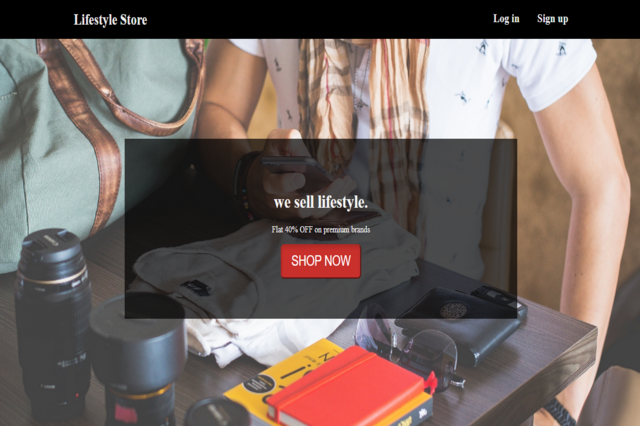 Lifestyle Store
Log in Sign up
we sell lifestyle.
Flat 40% OFF on premium brands
SHOP NOW